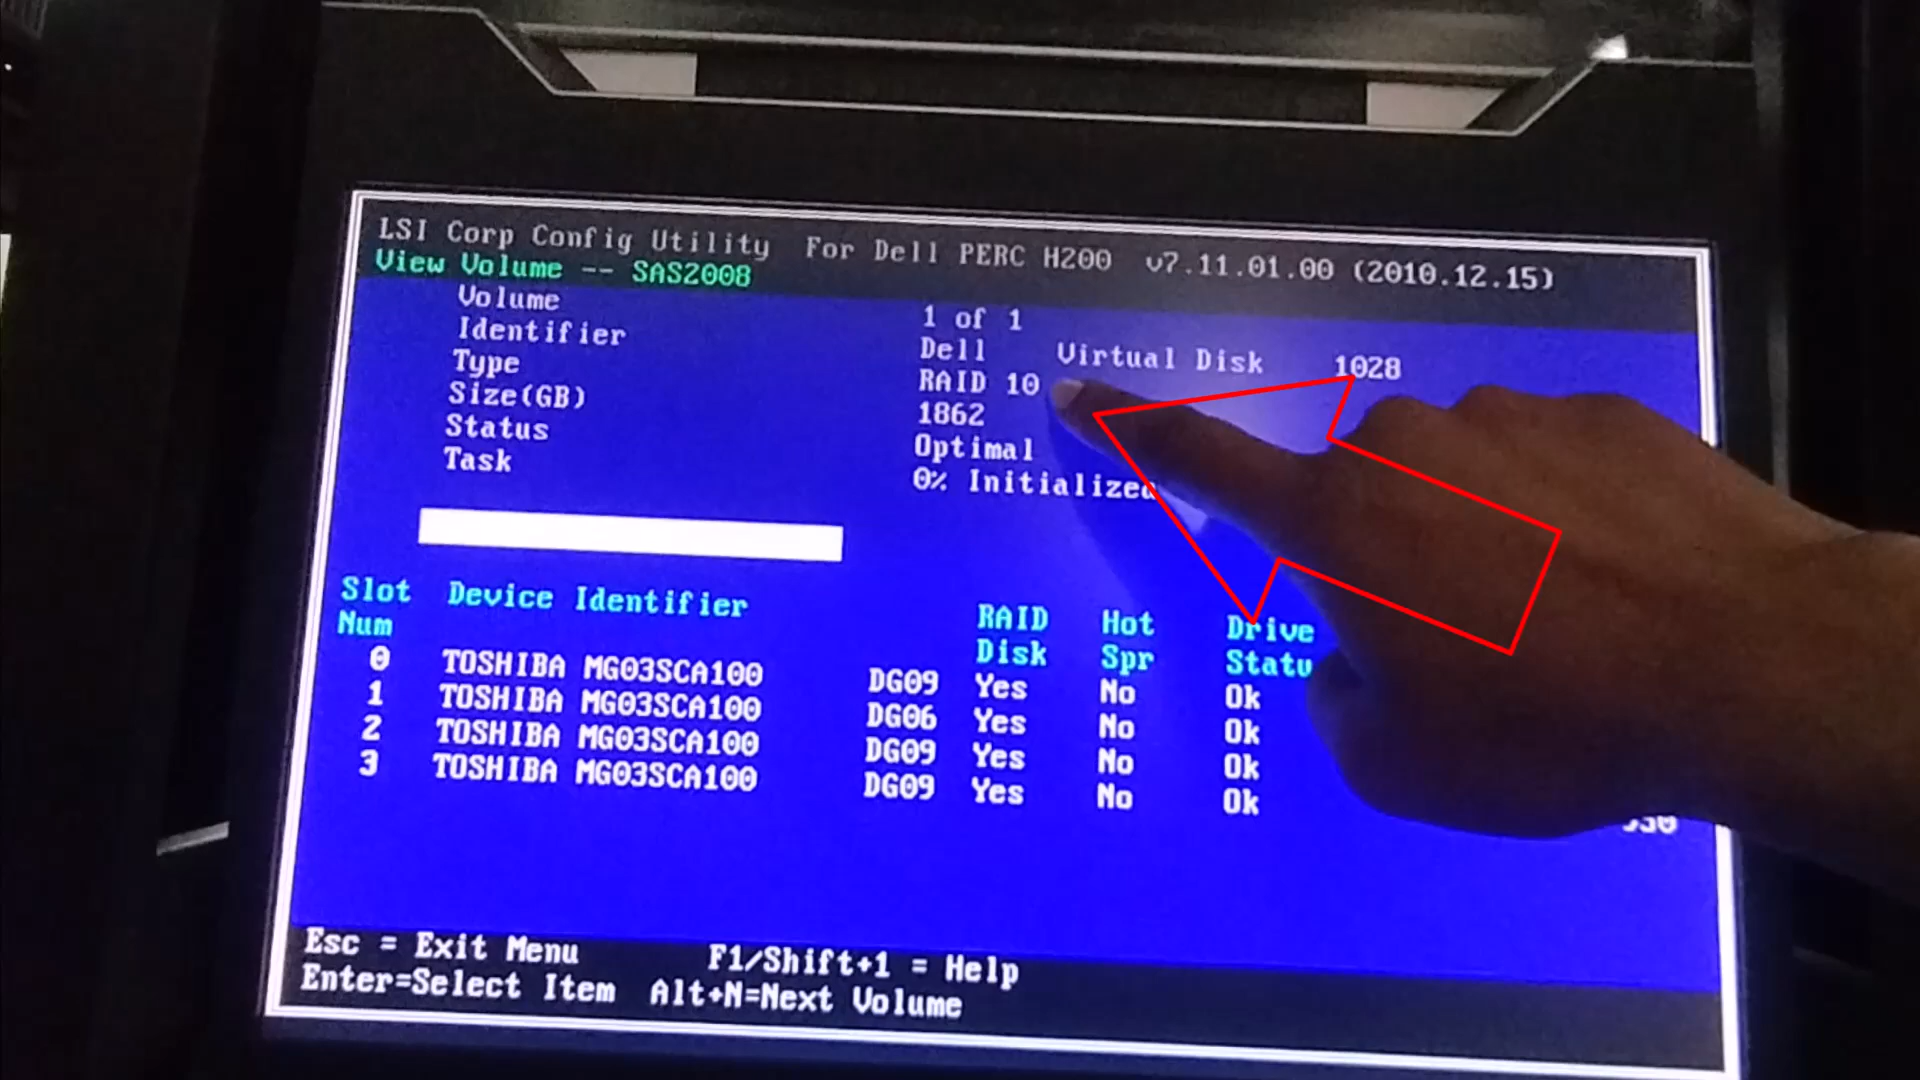 LSI Corp Config Utility For Dell PERC H200 v7.11.01.00 (2010.12.15)
View Volume -- SAS2008
Volume 1 of 1
Identifier Dell Virtual Disk 1028
Type RAID 10
Size(GB) 1862
Status Optimal
Task 0% Initialized
Slot Device Identifier RAID Hot Drive
Num Disk Spr Statu
0 TOSHIBA MG03SCA100 DG09 Yes No Ok
1 TOSHIBA MG03SCA100 DG06 Yes No Ok
2 TOSHIBA MG03SCA100 DG09 Yes No Ok
3 TOSHIBA MG03SCA100 DG09 Yes No Ok
Esc = Exit Menu F1/Shift+1 = Help
Enter=Select Item Alt+N=Next Volume